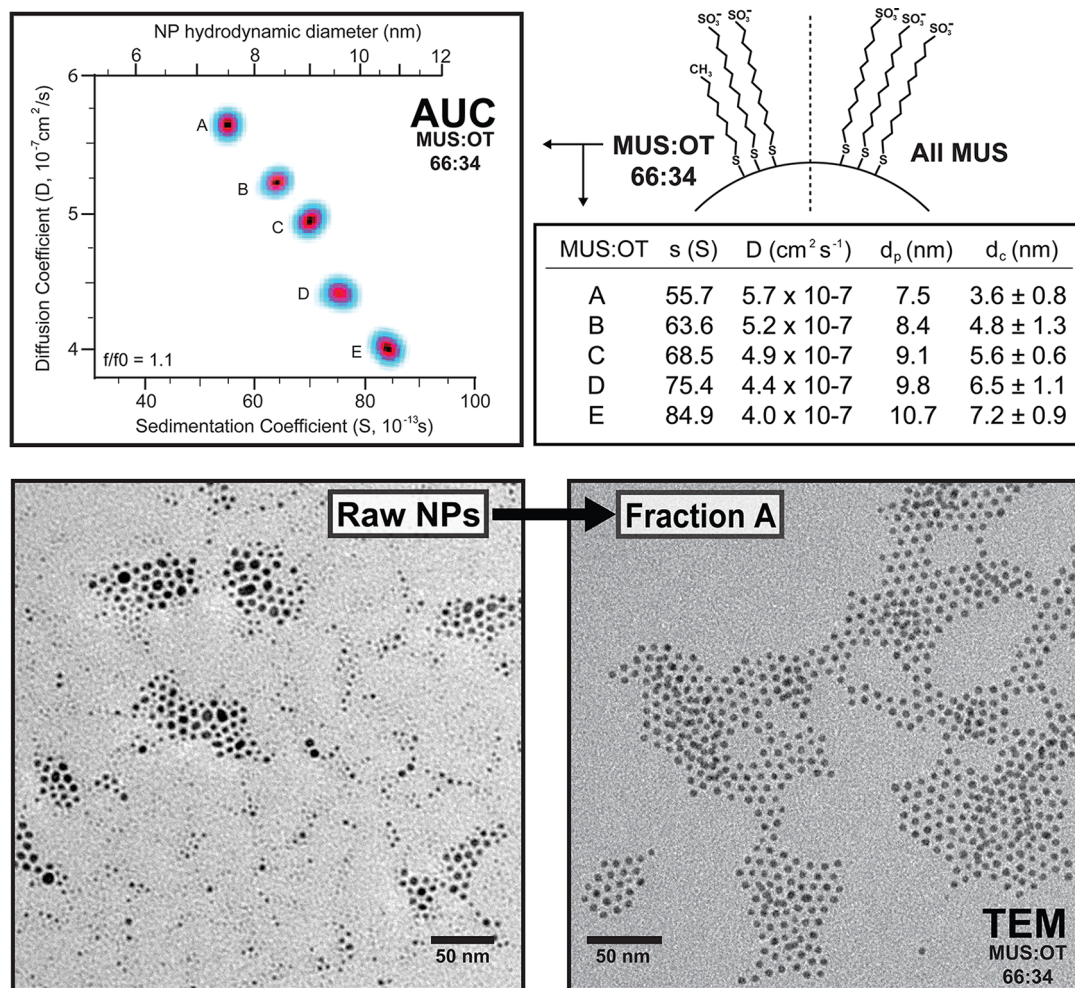 NP hydrodynamic diameter (nm)
6 8 9 10 12
6
5
4
Diffusion Coefficient (D, 10⁻⁷cm²/s)
AUC
MUS:OT
66:34
A
B
C
D
E
f/f0 = 1.1
40 60 80 100
Sedimentation Coefficient (S, 10⁻¹³s)
SO₃⁻ SO₃⁻
CH₃
S S S
SO₃⁻ SO₃⁻ SO₃⁻
S S S
MUS:OT
66:34
All MUS
MUS:OT s (S) D (cm² s⁻¹) dₚ (nm) d꜀ (nm)
A 55.7 5.7 x 10-7 7.5 3.6 ± 0.8
B 63.6 5.2 x 10-7 8.4 4.8 ± 1.3
C 68.5 4.9 x 10-7 9.1 5.6 ± 0.6
D 75.4 4.4 x 10-7 9.8 6.5 ± 1.1
E 84.9 4.0 x 10-7 10.7 7.2 ± 0.9
Raw NPs
50 nm
Fraction A
50 nm
TEM
MUS:OT
66:34